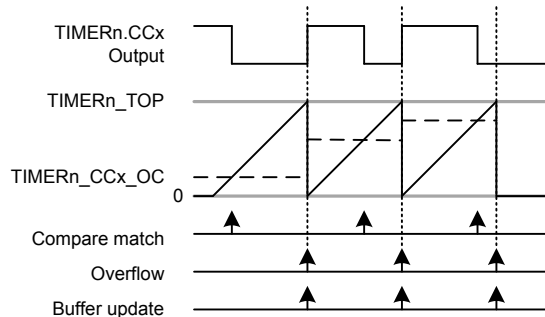 TIMERn.CCx
Output
TIMERn_TOP
TIMERn_CCx_OC
0
Compare match
Overflow
Buffer update